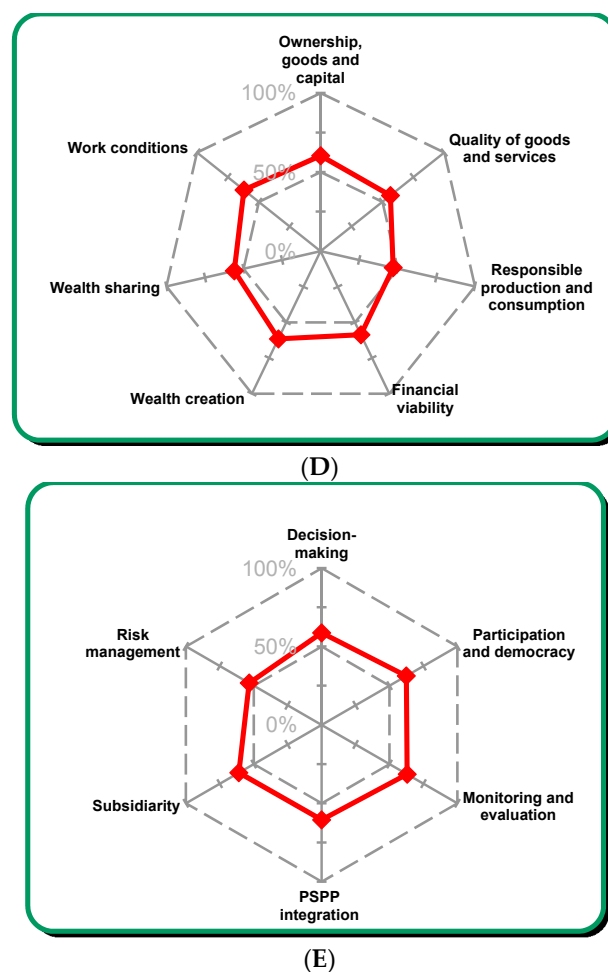 Ownership,
goods and
capital
100%
Work conditions
Quality of goods
and services
50%
0%
Wealth sharing
Responsible
production and
consumption
Wealth creation
Financial
viability
(D)
Decision-
making
100%
Risk
management
Participation
and democracy
50%
0%
Subsidiarity
Monitoring and
evaluation
PSPP
integration
(E)